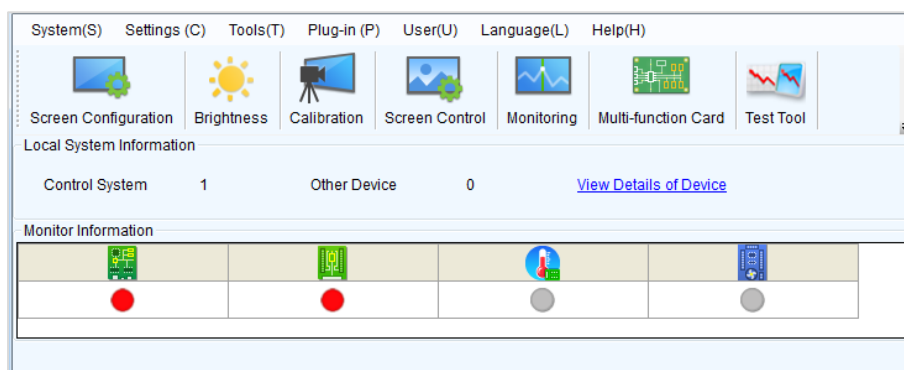 System(S) Settings (C) Tools(T) Plug-in (P) User(U) Language(L) Help(H)
Screen Configuration Brightness Calibration Screen Control Monitoring Multi-function Card Test Tool
Local System Information
Control System 1 Other Device 0 View Details of Device
Monitor Information